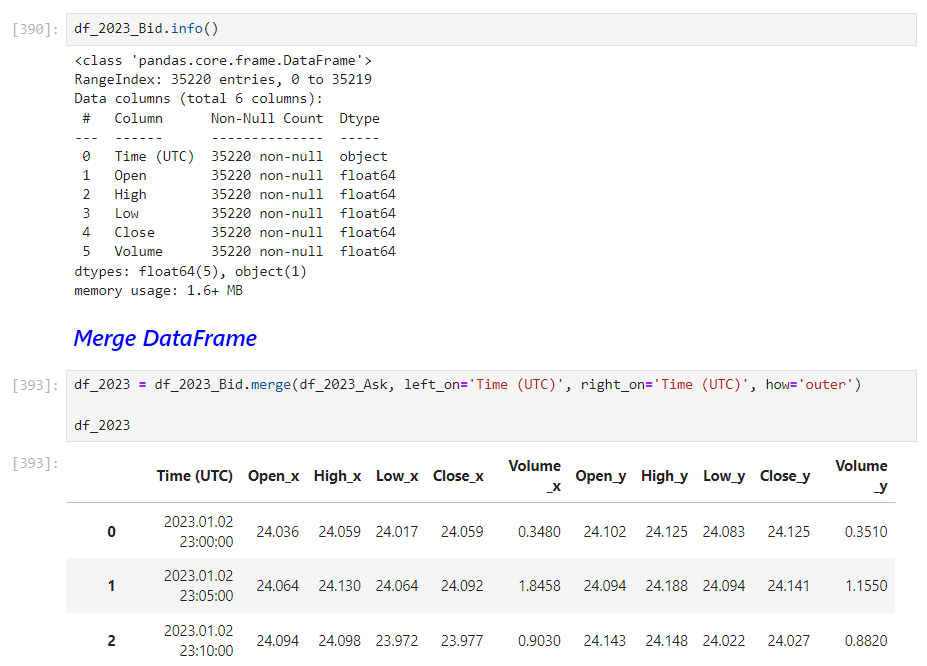 [390]: df_2023_Bid.info()
<class 'pandas.core.frame.DataFrame'>
RangeIndex: 35220 entries, 0 to 35219
Data columns (total 6 columns):
# Column Non-Null Count Dtype
--- ------ -------------- -----
0 Time (UTC) 35220 non-null object
1 Open 35220 non-null float64
2 High 35220 non-null float64
3 Low 35220 non-null float64
4 Close 35220 non-null float64
5 Volume 35220 non-null float64
dtypes: float64(5), object(1)
memory usage: 1.6+ MB
Merge DataFrame
[393]: df_2023 = df_2023_Bid.merge(df_2023_Ask, left_on='Time (UTC)', right_on='Time (UTC)', how='outer')
df_2023
[393]:
Time (UTC) Open_x High_x Low_x Close_x Volume_x Open_y High_y Low_y Close_y Volume_y
0 2023.01.02 23:00:00 24.036 24.059 24.017 24.059 0.3480 24.102 24.125 24.083 24.125 0.3510
1 2023.01.02 23:05:00 24.064 24.130 24.064 24.092 1.8458 24.094 24.188 24.094 24.141 1.1550
2 2023.01.02 23:10:00 24.094 24.098 23.972 23.977 0.9030 24.143 24.148 24.022 24.027 0.8820